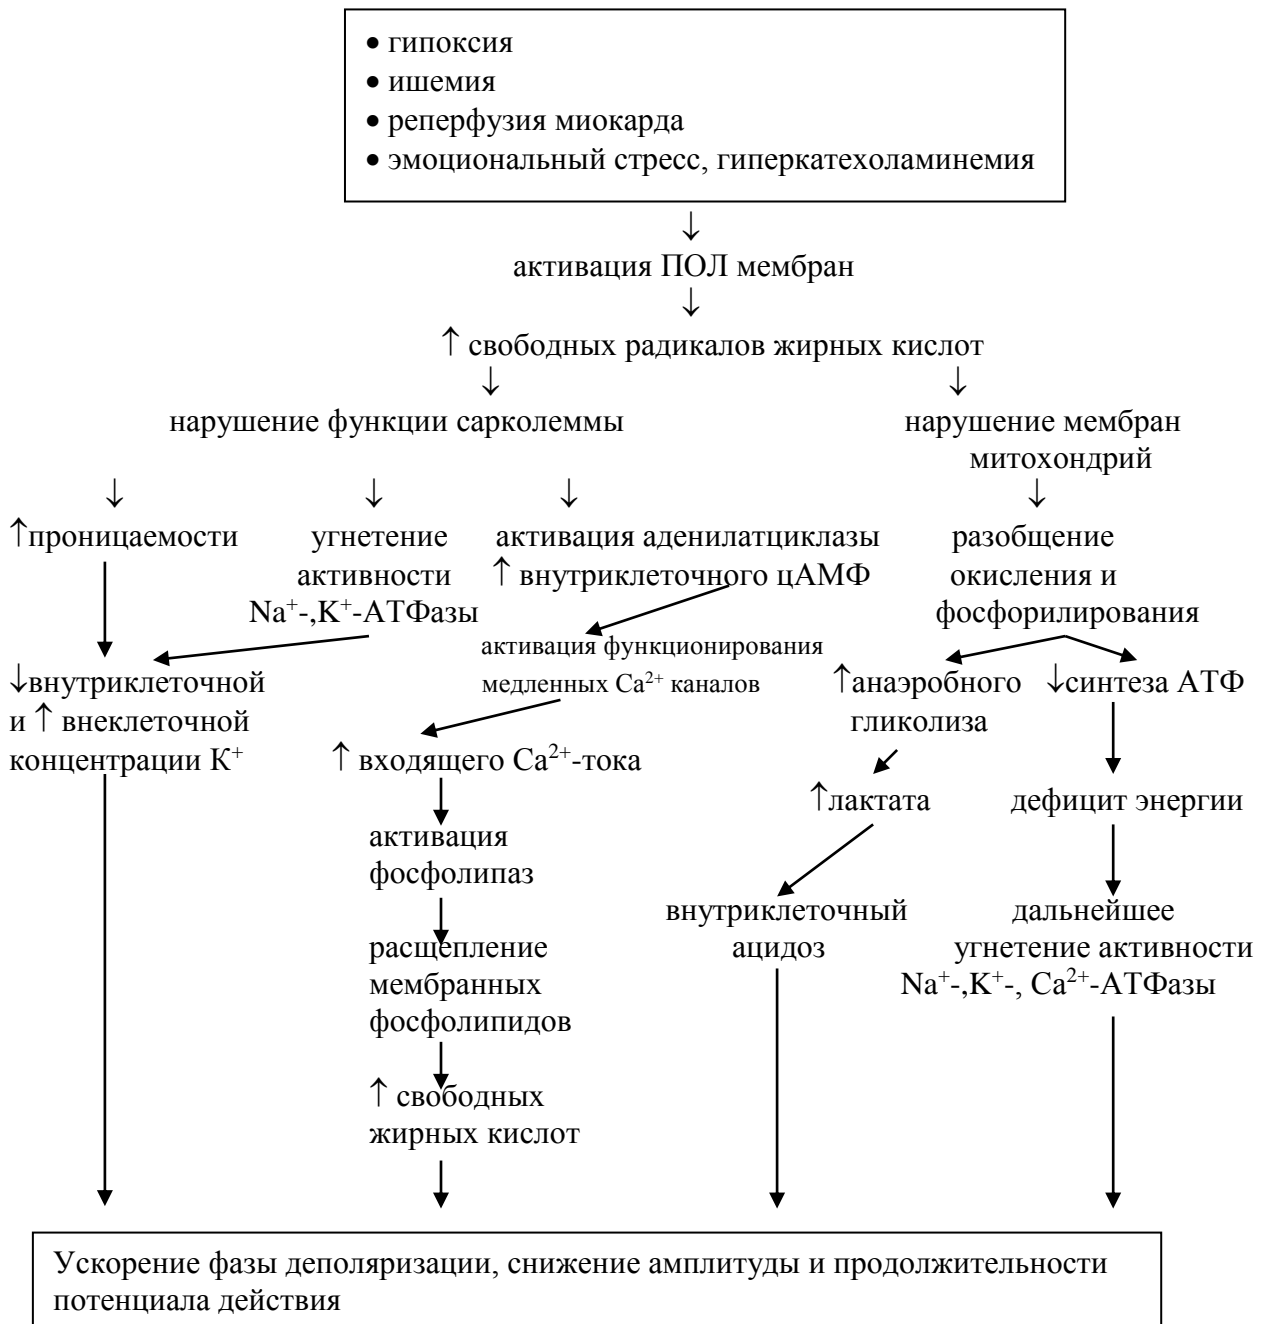 • гипоксия
• ишемия
• реперфузия миокарда
• эмоциональный стресс, гиперкатехоламинемия
↓
активация ПОЛ мембран
↓
↑ свободных радикалов жирных кислот
↓ ↓
нарушение функции сарколеммы
нарушение мембран
митохондрий
↓ ↓ ↓ ↓
↑проницаемости
угнетение
активности
Na⁺-,K⁺-АТФазы
активация аденилатциклазы
↑ внутриклеточного цАМФ
разобщение
окисления и
фосфорилирования
↓внутриклеточной
и ↑ внеклеточной
концентрации К⁺
активация функционирования
медленных Ca²⁺ каналов
↑анаэробного
гликолиза
↓синтеза АТФ
↑ входящего Ca²⁺-тока
↑лактата
дефицит энергии
активация
фосфолипаз
внутриклеточный
ацидоз
дальнейшее
угнетение активности
Na⁺-,K⁺-, Ca²⁺-АТФазы
расщепление
мембранных
фосфолипидов
↑ свободных
жирных кислот
Ускорение фазы деполяризации, снижение амплитуды и продолжительности
потенциала действия